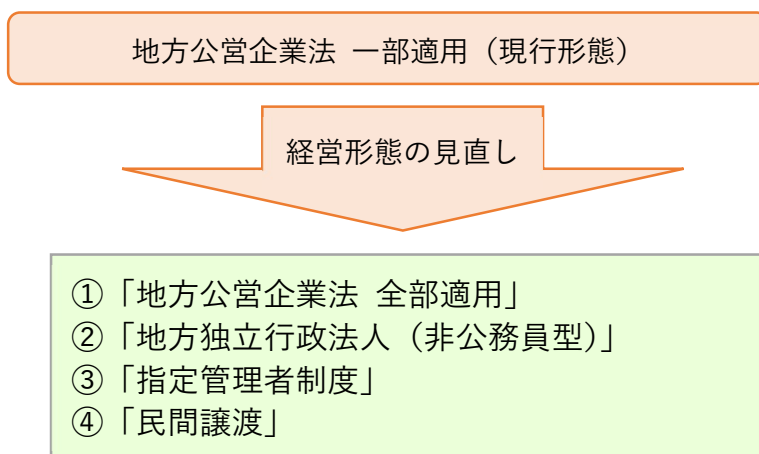 地方公営企業法 一部適用（現行形態）
経営形態の見直し
①「地方公営企業法 全部適用」
②「地方独立行政法人（非公務員型）」
③「指定管理者制度」
④「民間譲渡」